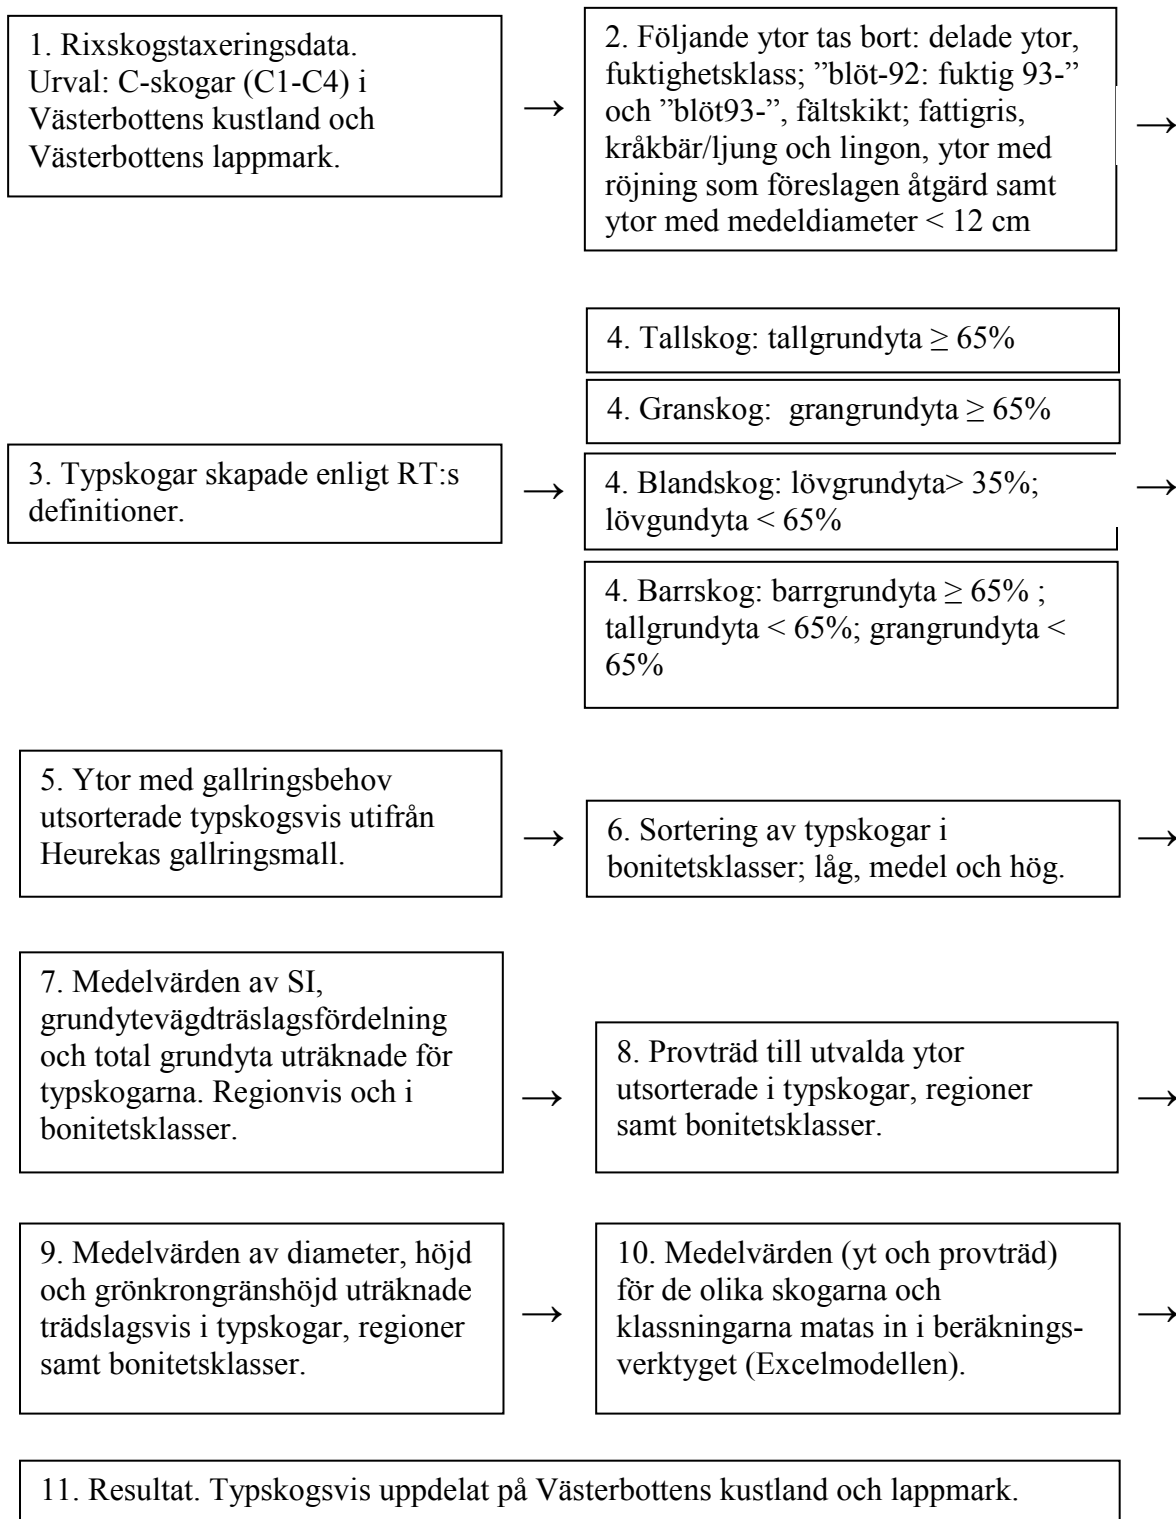 1. Rixskogstaxeringsdata.
Urval: C-skogar (C1-C4) i
Västerbottens kustland och
Västerbottens lappmark.
→
2. Följande ytor tas bort: delade ytor,
fuktighetsklass; ”blöt-92: fuktig 93-”
och ”blöt93-”, fältskikt; fattigris,
kråkbär/ljung och lingon, ytor med
röjning som föreslagen åtgärd samt
ytor med medeldiameter < 12 cm
→
3. Typskogar skapade enligt RT:s
definitioner.
→
4. Tallskog: tallgrundyta ≥ 65%
4. Granskog: grangrundyta ≥ 65%
4. Blandskog: lövgrundyta> 35%;
lövgundyta < 65%
4. Barrskog: barrgrundyta ≥ 65% ;
tallgrundyta < 65%; grangrundyta <
65%
→
5. Ytor med gallringsbehov
utsorterade typskogsvis utifrån
Heurekas gallringsmall.
→
6. Sortering av typskogar i
bonitetsklasser; låg, medel och hög.
→
7. Medelvärden av SI,
grundytevägdträslagsfördelning
och total grundyta uträknade för
typskogarna. Regionvis och i
bonitetsklasser.
→
8. Provträd till utvalda ytor
utsorterade i typskogar, regioner
samt bonitetsklasser.
→
9. Medelvärden av diameter, höjd
och grönkrongränshöjd uträknade
trädslagsvis i typskogar, regioner
samt bonitetsklasser.
→
10. Medelvärden (yt och provträd)
för de olika skogarna och
klassningarna matas in i beräknings-
verktyget (Excelmodellen).
→
11. Resultat. Typskogsvis uppdelat på Västerbottens kustland och lappmark.